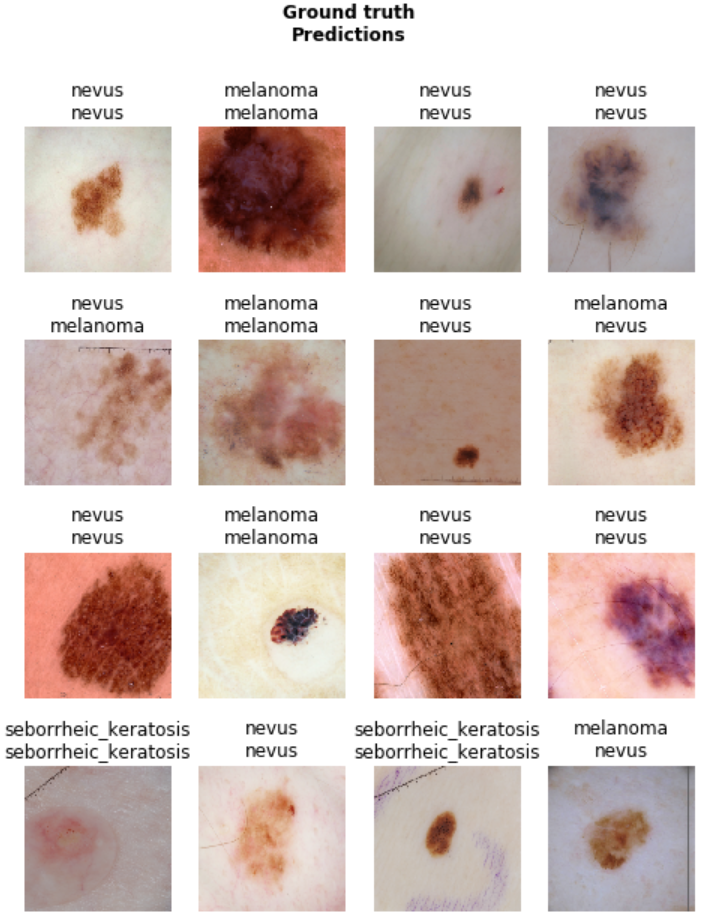 Ground truth
Predictions
nevus melanoma nevus nevus
nevus melanoma nevus nevus
nevus melanoma nevus melanoma
melanoma melanoma nevus nevus
nevus melanoma nevus nevus
nevus melanoma nevus nevus
seborrheic_keratosis nevus seborrheic_keratosis melanoma
seborrheic_keratosis nevus seborrheic_keratosis nevus